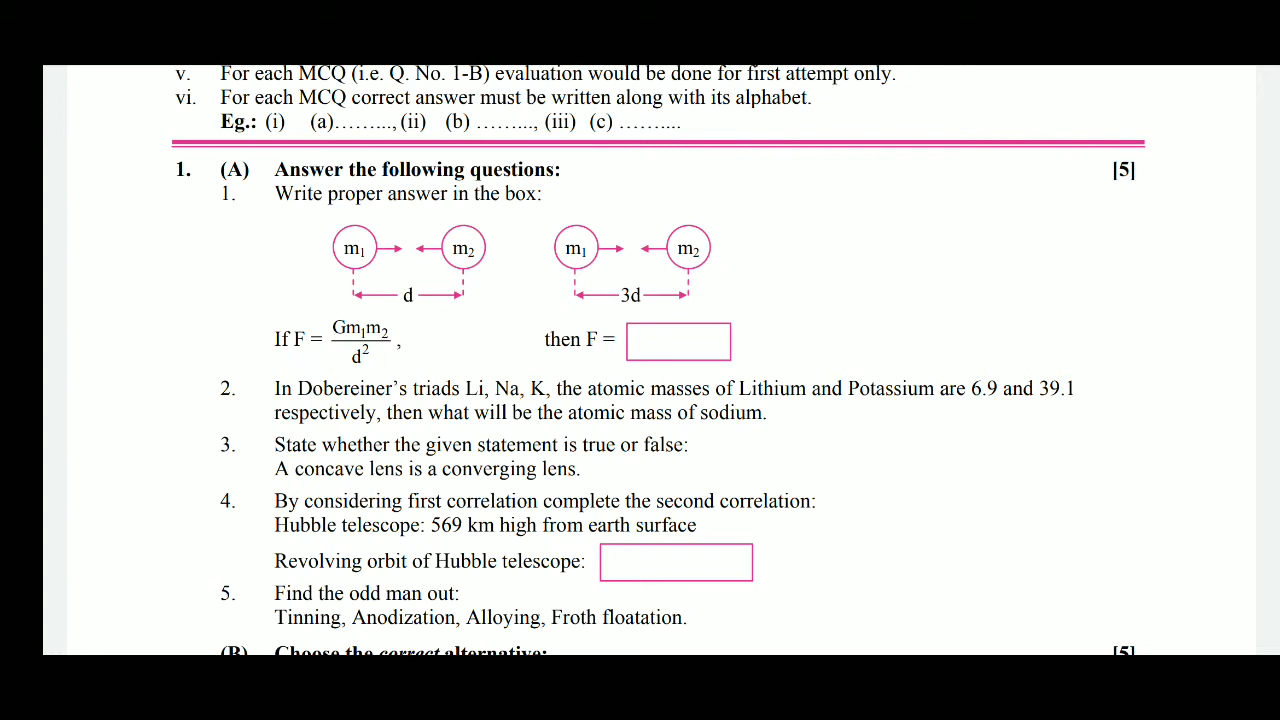 v. For each MCQ (i.e. Q. No. 1-B) evaluation would be done for first attempt only.
vi. For each MCQ correct answer must be written along with its alphabet.
Eg.: (i) (a)………..., (ii) (b) ………..., (iii) (c) ………...
1. (A) Answer the following questions: [5]
1. Write proper answer in the box:
m₁ m₂ m₁ m₂
d 3d
If F = Gm₁m₂/d², then F =
2. In Dobereiner’s triads Li, Na, K, the atomic masses of Lithium and Potassium are 6.9 and 39.1
respectively, then what will be the atomic mass of sodium.
3. State whether the given statement is true or false:
A concave lens is a converging lens.
4. By considering first correlation complete the second correlation:
Hubble telescope: 569 km high from earth surface
Revolving orbit of Hubble telescope:
5. Find the odd man out:
Tinning, Anodization, Alloying, Froth floatation.
(B) Choose the correct alternative: [5]